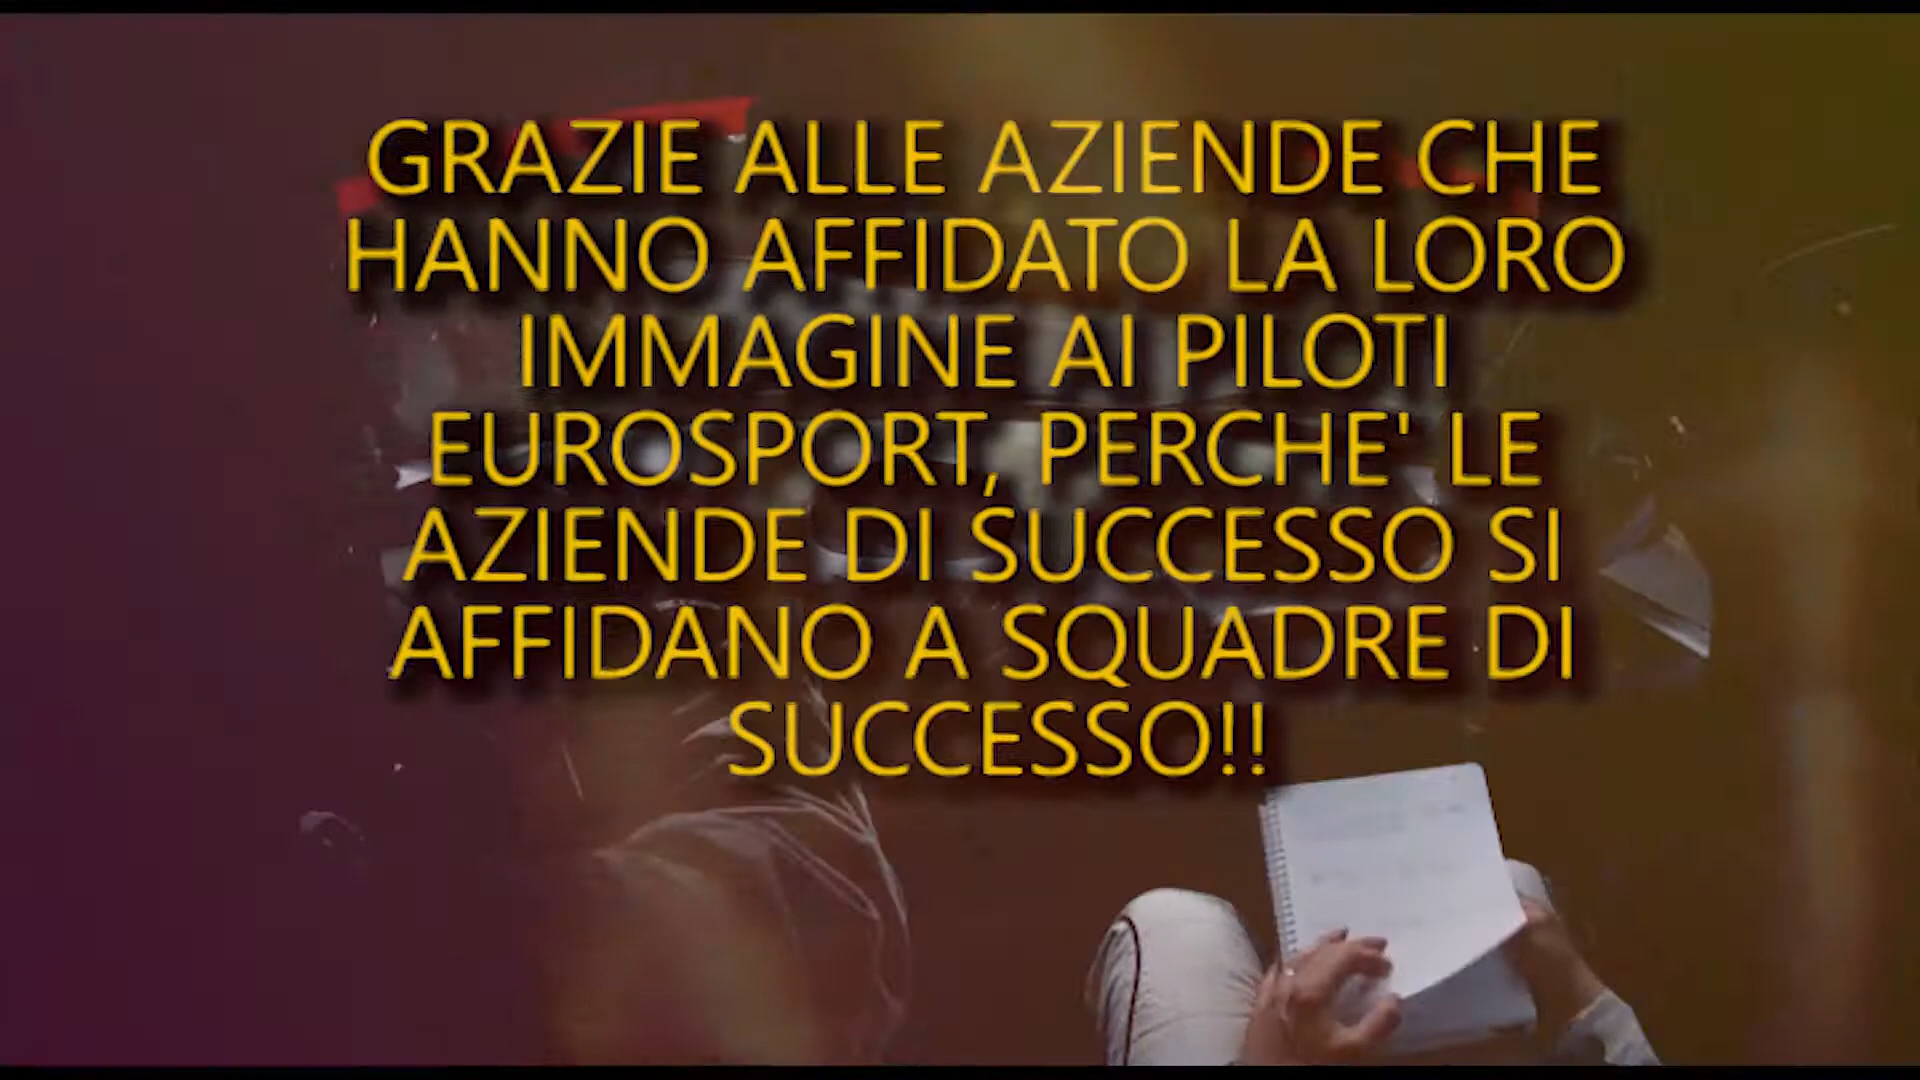 GRAZIE ALLE AZIENDE CHE
HANNO AFFIDATO LA LORO
IMMAGINE AI PILOTI
EUROSPORT, PERCHE' LE
AZIENDE DI SUCCESSO SI
AFFIDANO A SQUADRE DI
SUCCESSO!!